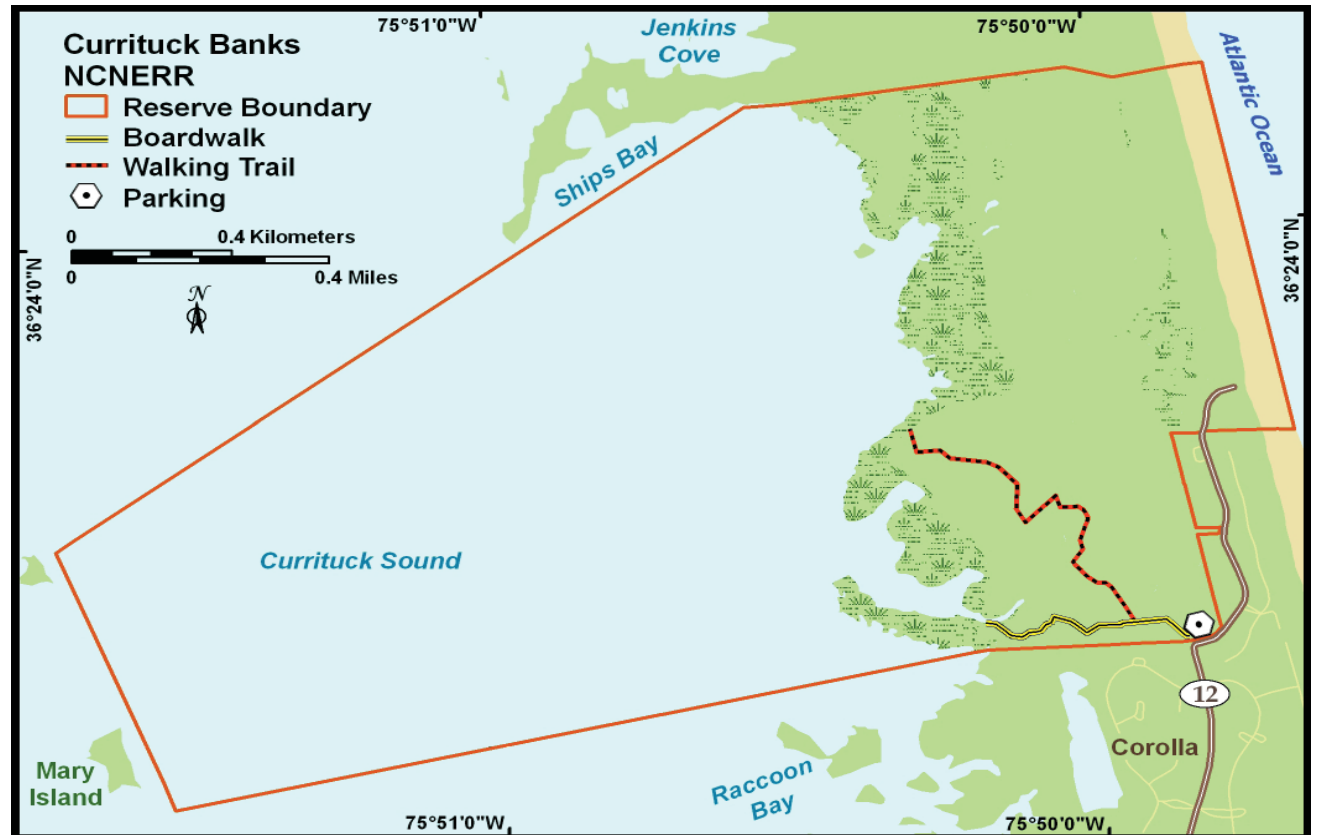 Currituck Banks
NCNERR
Reserve Boundary
Boardwalk
Walking Trail
Parking
0 0.4 Kilometers
0 0.4 Miles
N
75°51'0"W
75°50'0"W
Jenkins
Cove
Atlantic Ocean
Ships Bay
36°24'0"N
36°24'0"N
Currituck Sound
12
Corolla
Mary
Island
Raccoon
Bay
75°51'0"W
75°50'0"W